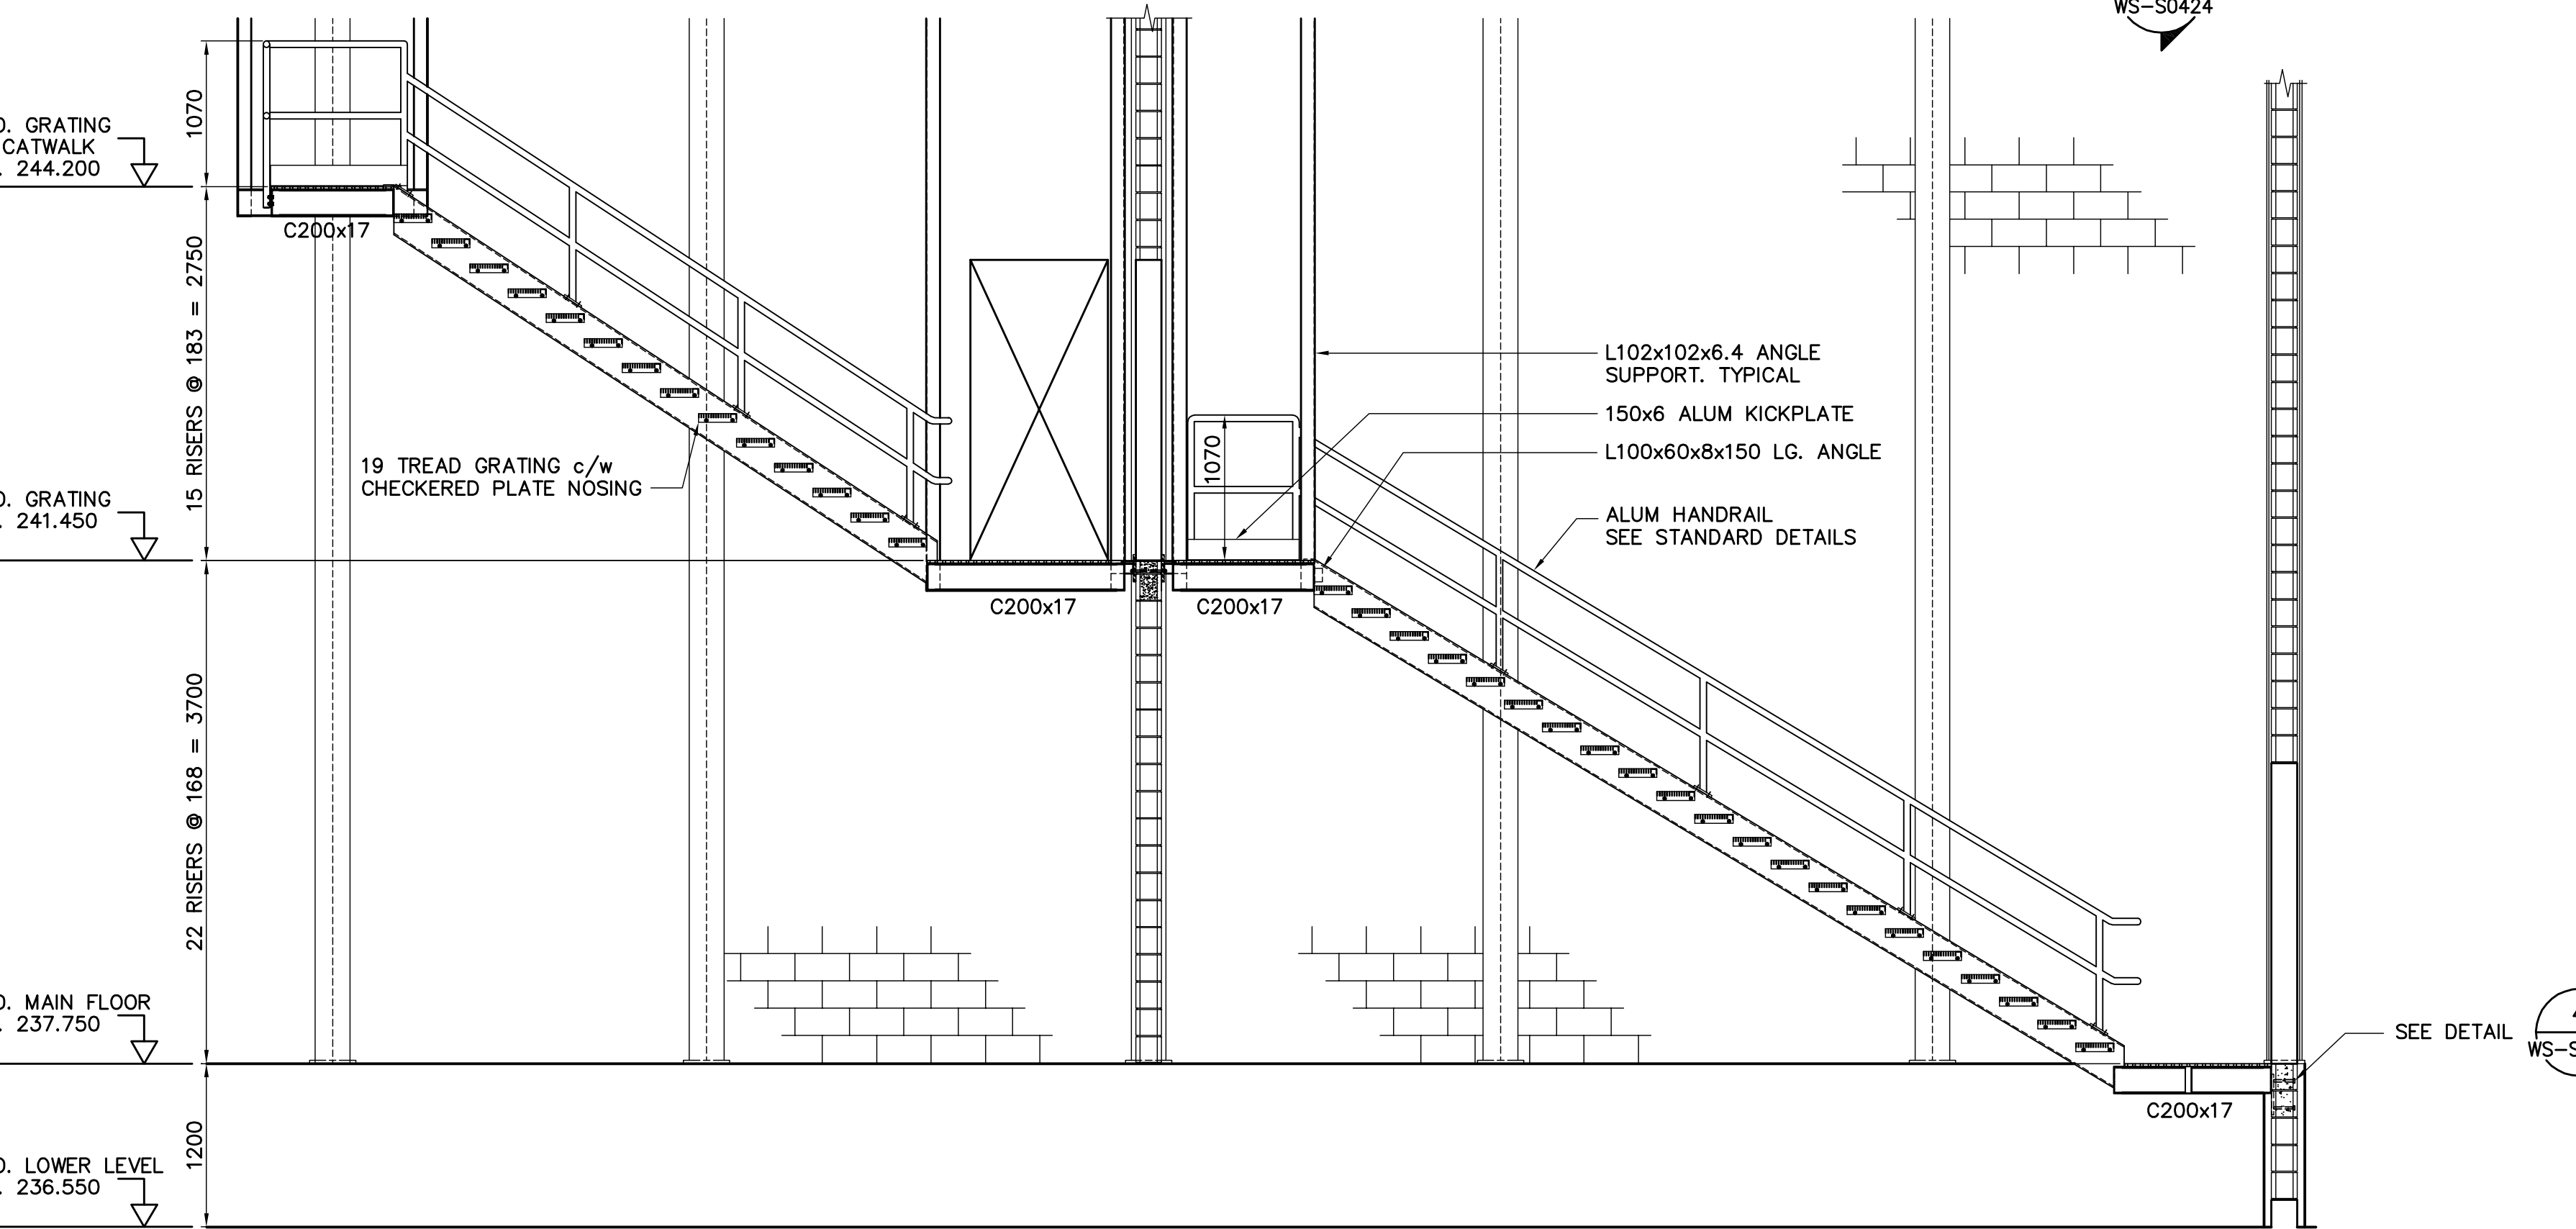 WS-S0424
O. GRATING
CATWALK
. 244.200
1070
C200x17
15 RISERS @ 183 = 2750
19 TREAD GRATING c/w
CHECKERED PLATE NOSING
O. GRATING
. 241.450
L102x102x6.4 ANGLE
SUPPORT. TYPICAL
150x6 ALUM KICKPLATE
L100x60x8x150 LG. ANGLE
1070
ALUM HANDRAIL
SEE STANDARD DETAILS
C200x17
C200x17
22 RISERS @ 168 = 3700
O. MAIN FLOOR
. 237.750
SEE DETAIL
WS-S
C200x17
1200
O. LOWER LEVEL
. 236.550